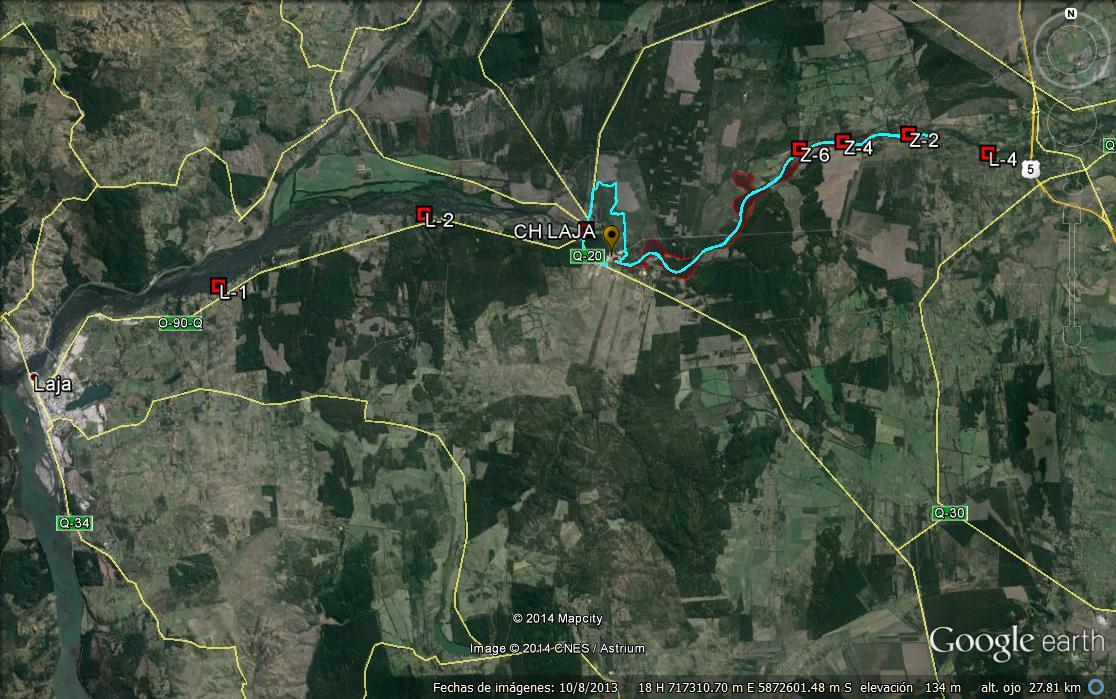 N
Z-6
Z-4
Z-2
L-4
5
Q
L-2
CH LAJA
Q-20
L-1
O-90-Q
Laja
Q-34
Q-30
© 2014 Mapcity
Image © 2014 CNES / Astrium
Google earth
Fechas de imágenes: 10/8/2013 18 H 717310.70 m E 5872601.48 m S elevación 134 m alt. ojo 27.81 km